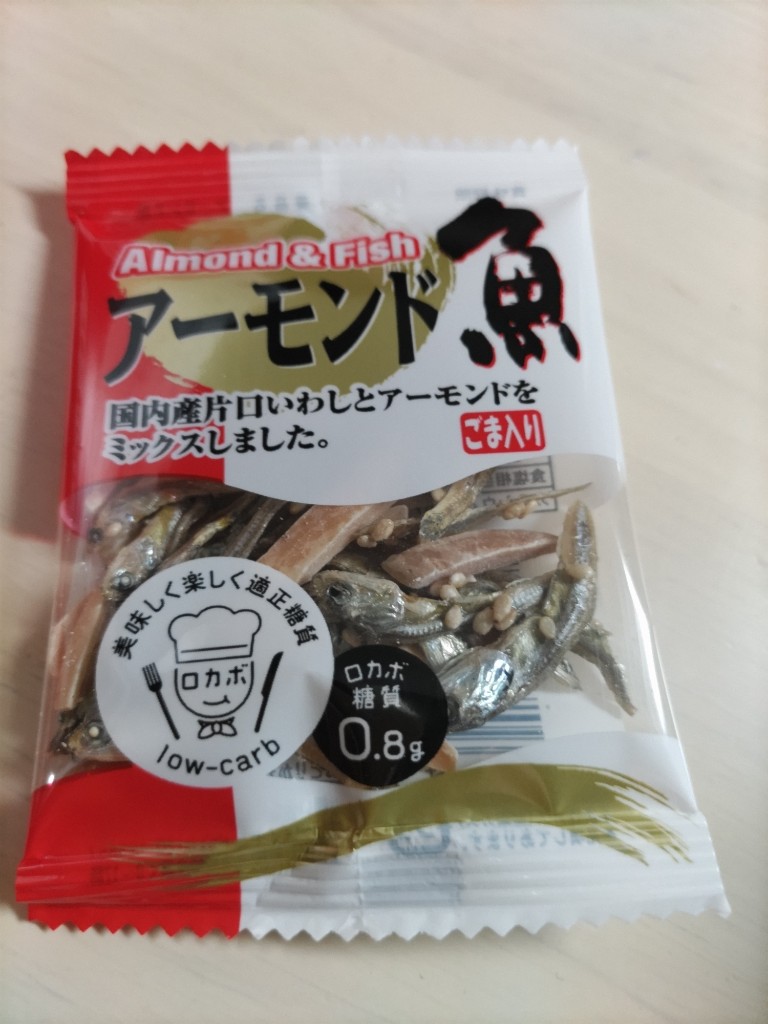 Almond & Fish
アーモンド魚
国内産片口いわしとアーモンドを
ミックスしました。
ごま入り
美味しく楽しく適正糖質
ロカボ
low-carb
ロカボ
糖質
0.8g